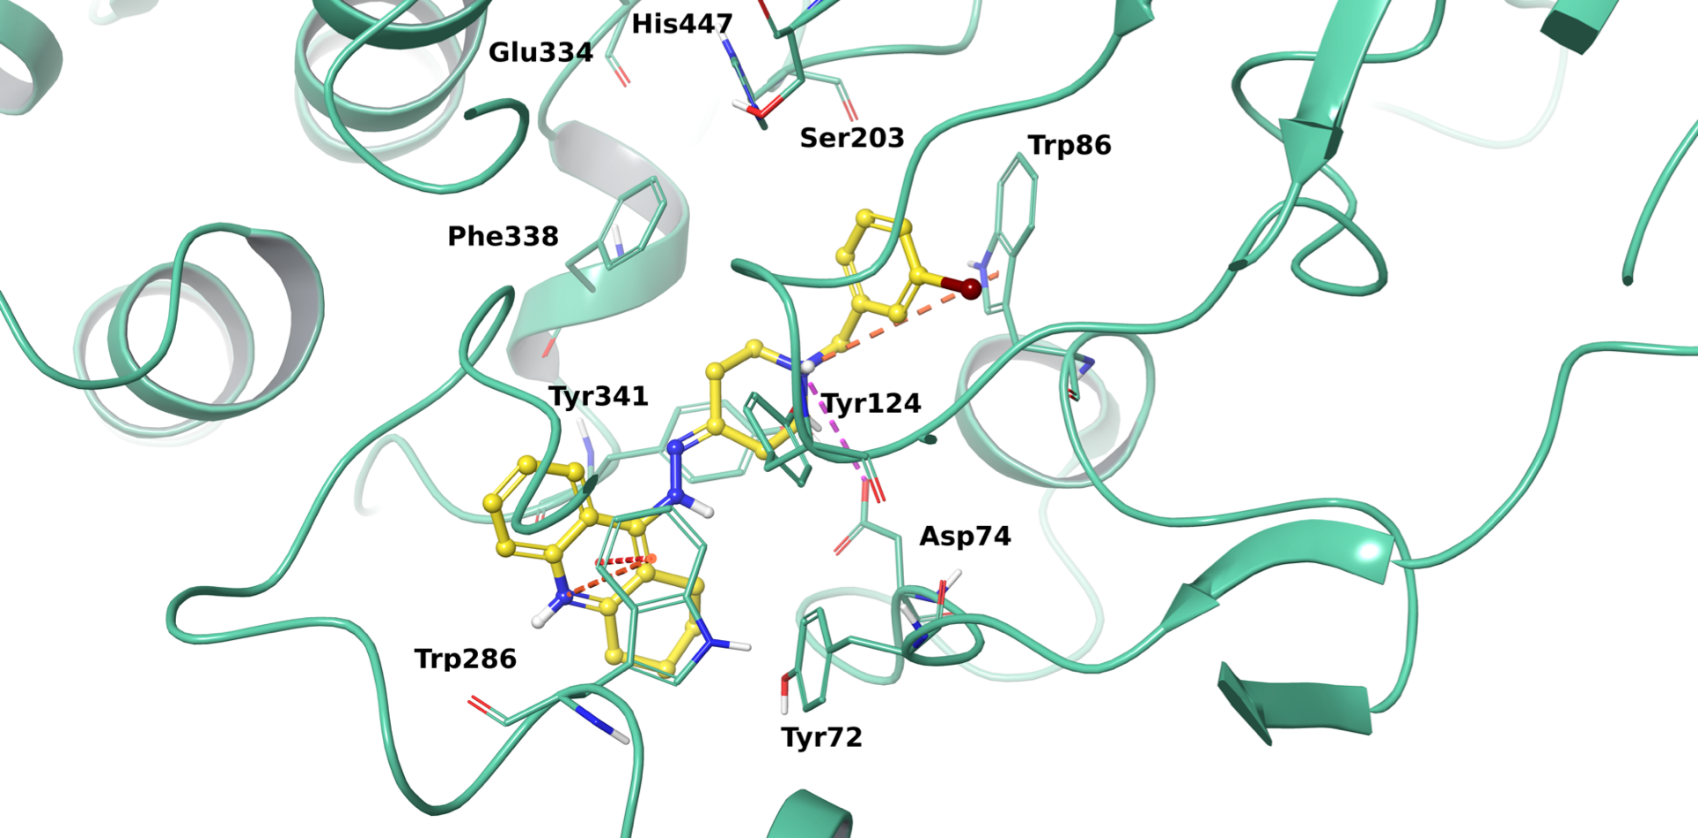 His447
Glu334
Ser203
Trp86
Phe338
Tyr341
Tyr124
Asp74
Trp286
Tyr72